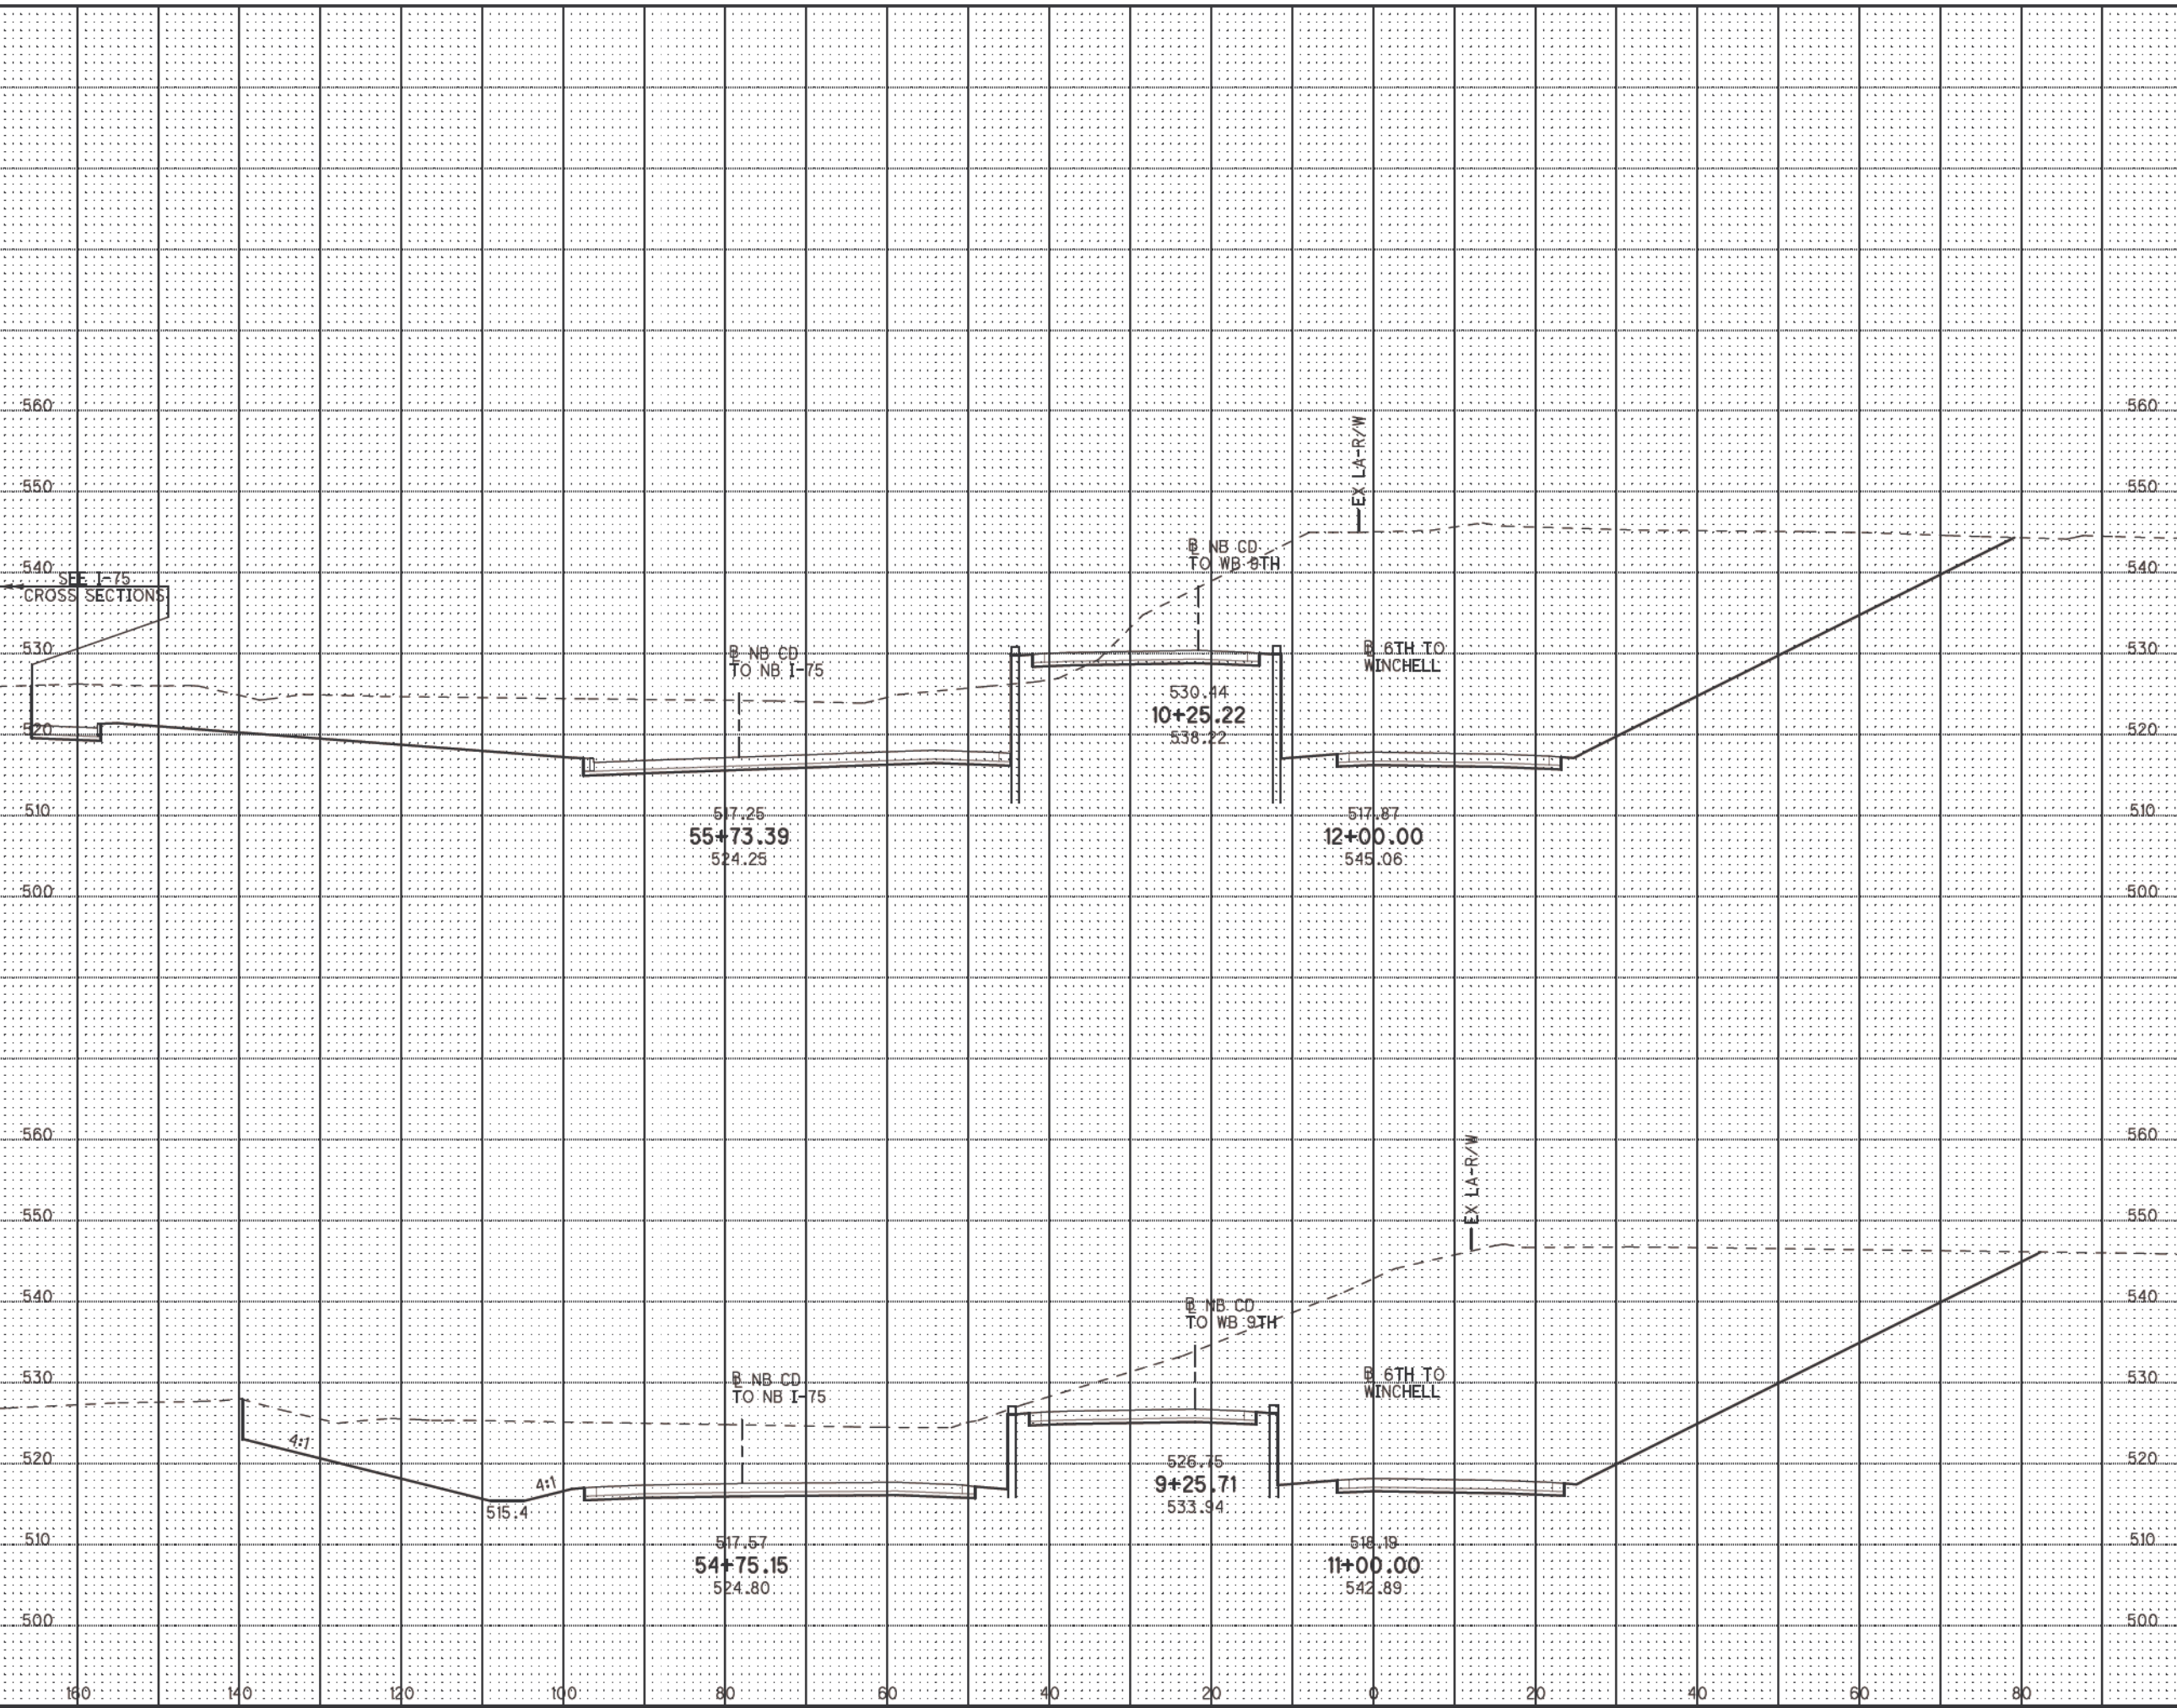 560
560
EX LA-R/W
550
550
℄ NB CD
TO WB 9TH
540
540
SEE I-75
CROSS SECTIONS
530
530
℄ NB CD
TO NB I-75
℄ 6TH TO
WINCHELL
530.44
10+25.22
538.22
520
520
510
510
517.25
55+73.39
524.25
517.87
12+00.00
545.06
500
500
560
560
EX LA-R/W
550
550
540
540
℄ NB CD
TO WB 9TH
530
530
℄ NB CD
TO NB I-75
℄ 6TH TO
WINCHELL
4:1
520
520
526.75
9+25.71
533.94
4:1
515.4
510
510
517.57
54+75.15
524.80
518.19
11+00.00
542.89
500
500
160 140 120 100 80 60 40 20 0 20 40 60 80